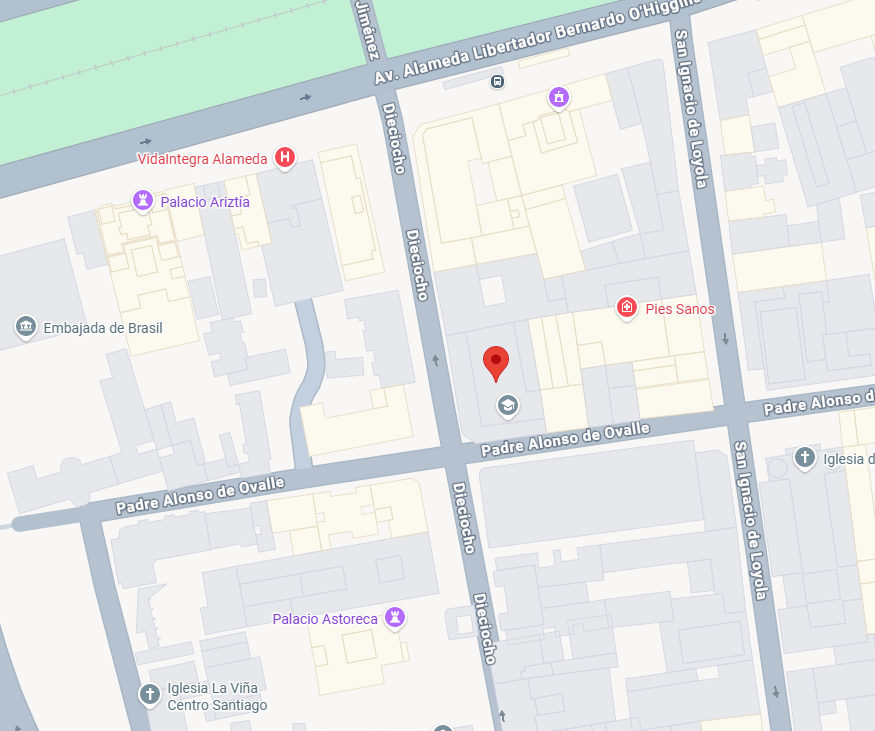 Jiménez
Av. Alameda Libertador Bernardo O'Higgins
San Ignacio de Loyola
Dieciocho
VidaIntegra Alameda
H
Palacio Ariztía
Dieciocho
Embajada de Brasil
Pies Sanos
Padre Alonso d
Padre Alonso de Ovalle
Iglesia d
Padre Alonso de Ovalle
Dieciocho
San Ignacio de Loyola
Palacio Astoreca
Dieciocho
Iglesia La Viña
Centro Santiago